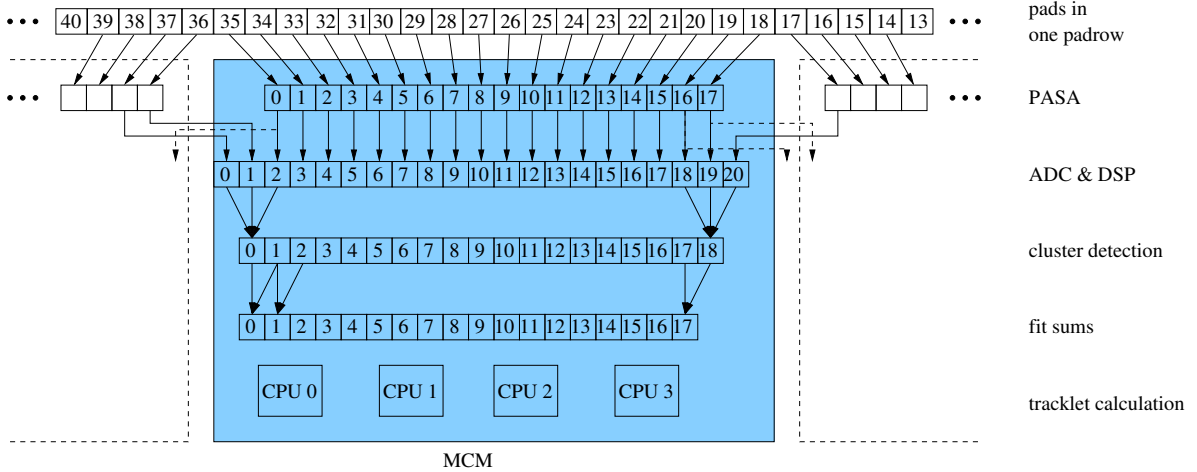 ••• 40 39 38 37 36 35 34 33 32 31 30 29 28 27 26 25 24 23 22 21 20 19 18 17 16 15 14 13 ••• pads in
one padrow
••• 0 1 2 3 4 5 6 7 8 9 10 11 12 13 14 15 16 17 ••• PASA
0 1 2 3 4 5 6 7 8 9 10 11 12 13 14 15 16 17 18 19 20 ADC & DSP
0 1 2 3 4 5 6 7 8 9 10 11 12 13 14 15 16 17 18 cluster detection
0 1 2 3 4 5 6 7 8 9 10 11 12 13 14 15 16 17 fit sums
CPU 0 CPU 1 CPU 2 CPU 3 tracklet calculation
MCM